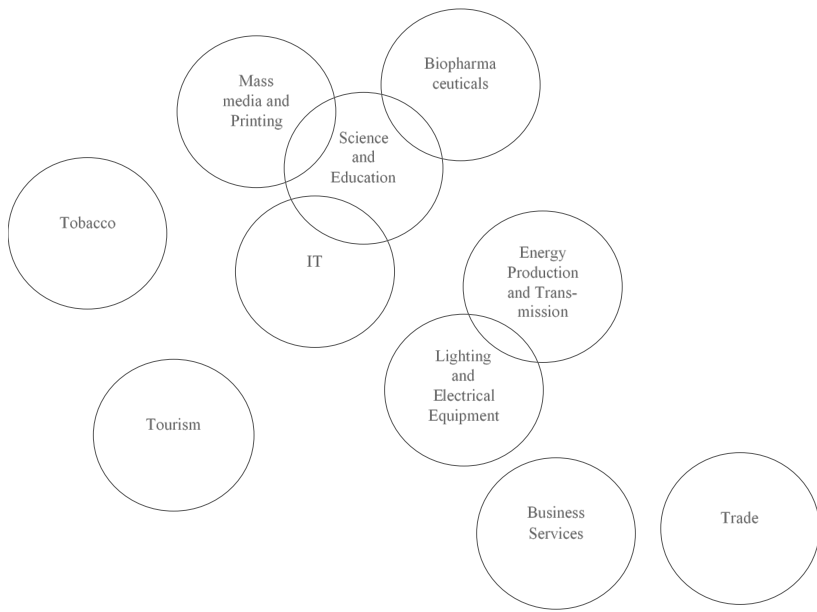 Mass
media and
Printing
Biopharma
ceuticals
Science
and
Education
Tobacco
IT
Energy
Production
and Trans-
mission
Lighting
and
Electrical
Equipment
Tourism
Business
Services
Trade